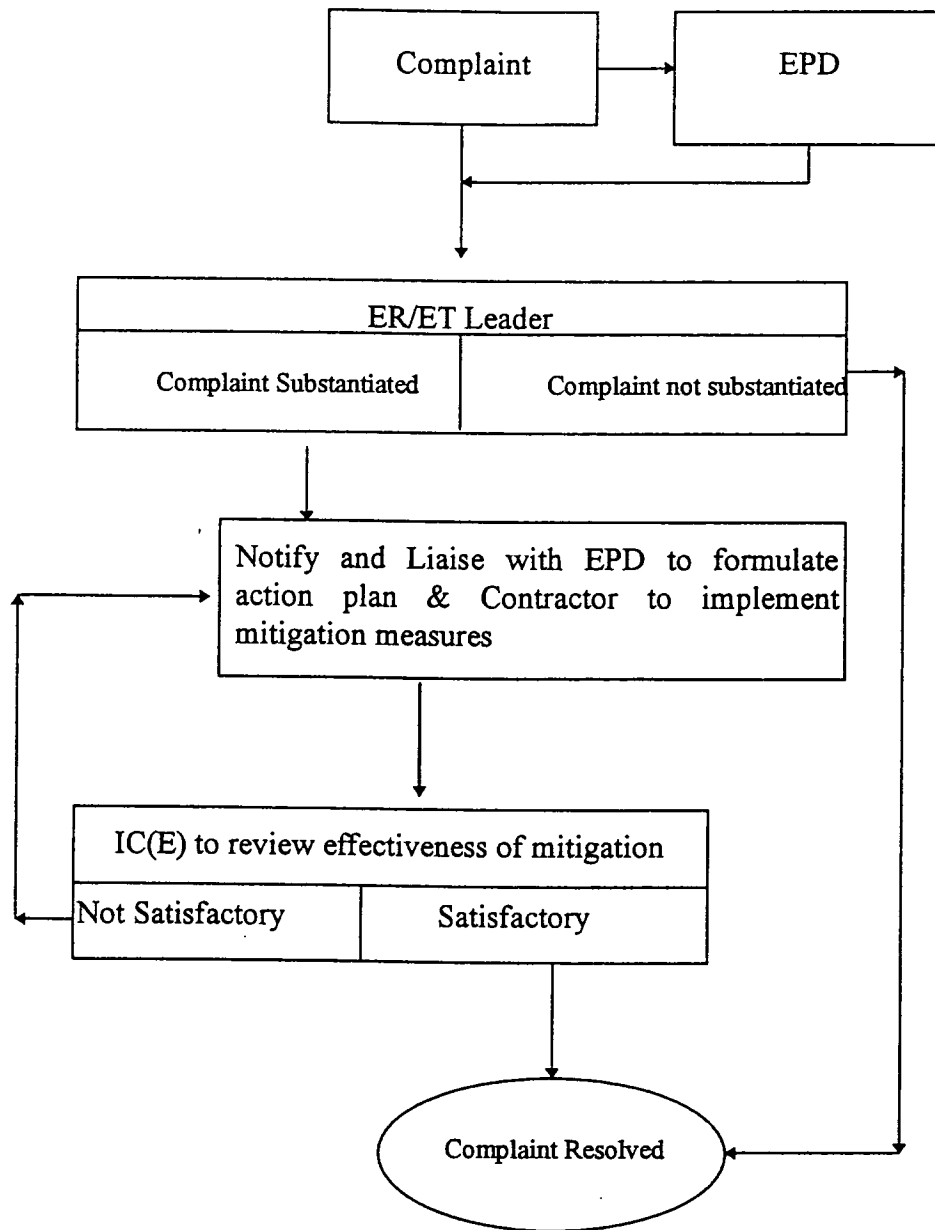 Complaint
EPD
ER/ET Leader
Complaint Substantiated
Complaint not substantiated
Notify and Liaise with EPD to formulate
action plan & Contractor to implement
mitigation measures
IC(E) to review effectiveness of mitigation
Not Satisfactory
Satisfactory
Complaint Resolved